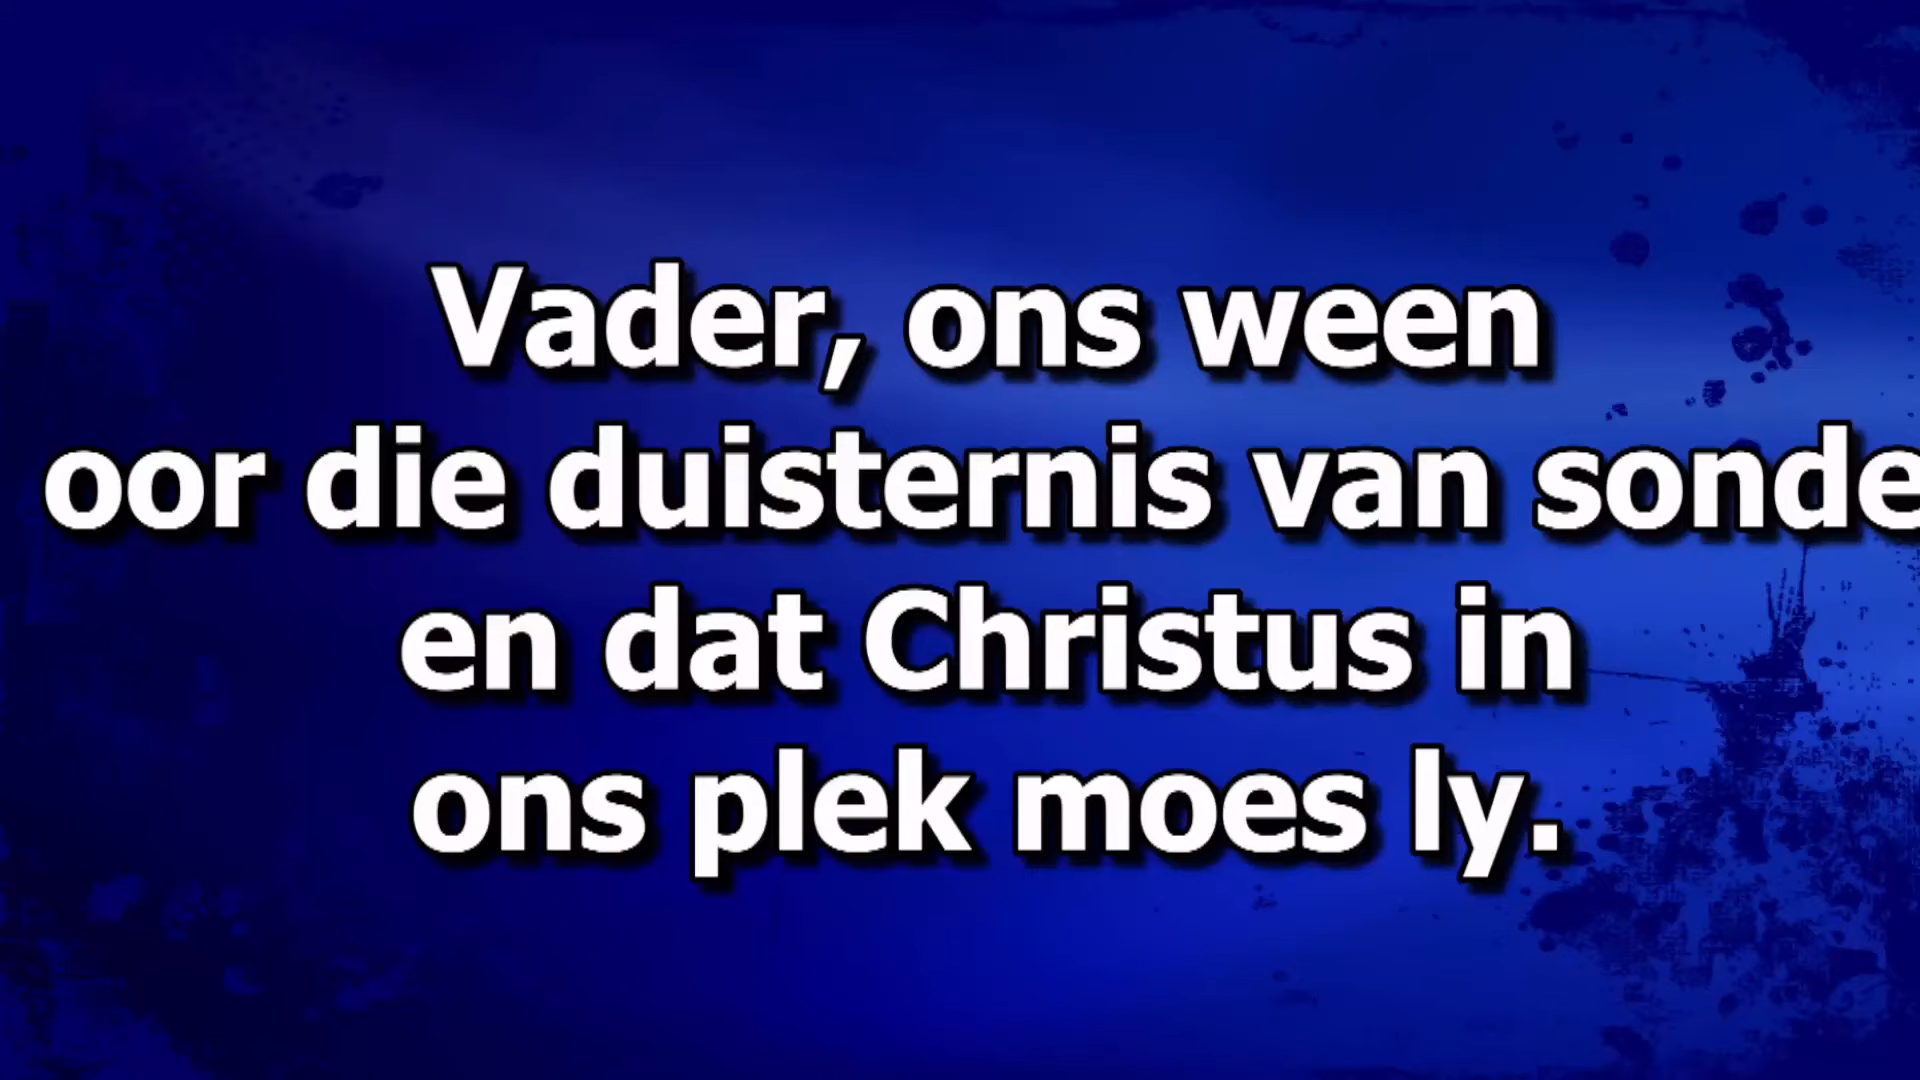 Vader, ons ween
oor die duisternis van sonde
en dat Christus in
ons plek moes ly.